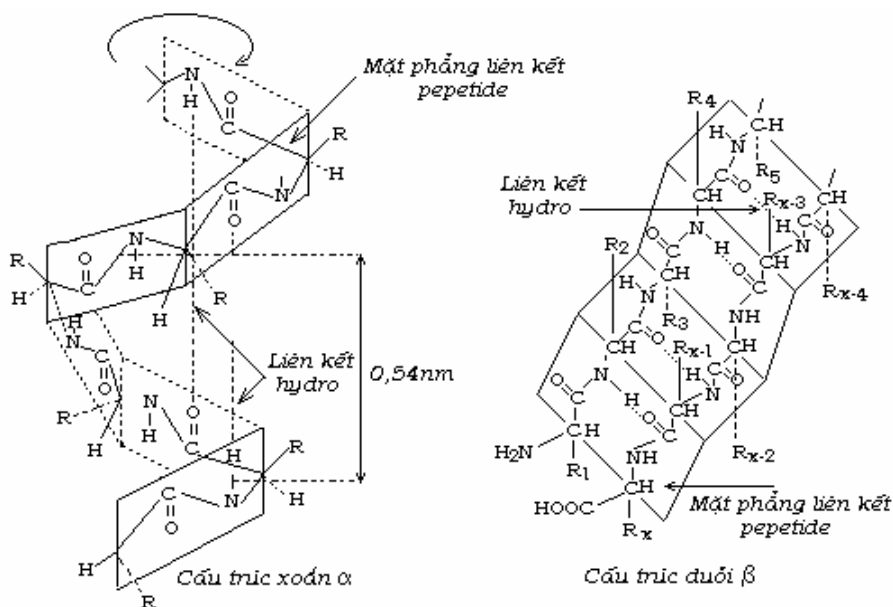 N
H
O
C
Mặt phẳng liên kết
pepetide
R
H
O
C
N
H
C
O
R
H
O
C
N
H
H
R
H
N
C
O
R
H
N
H
Liên kết
hydro
0,54nm
O
C
H
N
R
H
O
C
H
R
Cấu trúc xoắn α
R4
H
N
CH
R5
C
O
CH
Liên kết
hydro
Rx-3
H
N
C
O
CH
N
H
CH
Rx-4
R2
O
C
O
C
H
N
CH
R3
NH
C
O
CH
Rx-1
CH
N
H
H
N
C
O
Rx-2
O
C
O
C
CH
H2N
CH
R1
NH
CH
HOOC
Rx
Mặt phẳng liên kết
pepetide
Cấu trúc duỗi β